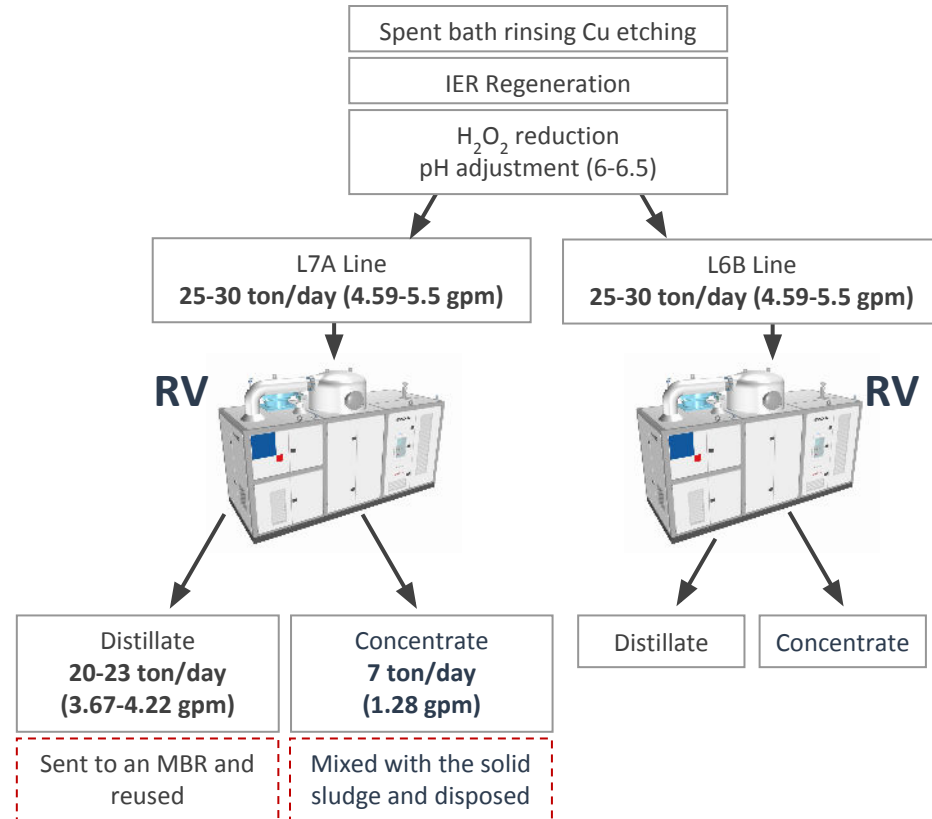 Spent bath rinsing Cu etching
IER Regeneration
H₂O₂ reduction
pH adjustment (6-6.5)
L7A Line
25-30 ton/day (4.59-5.5 gpm)
L6B Line
25-30 ton/day (4.59-5.5 gpm)
RV
RV
Distillate
20-23 ton/day
(3.67-4.22 gpm)
Concentrate
7 ton/day
(1.28 gpm)
Distillate
Concentrate
Sent to an MBR and
reused
Mixed with the solid
sludge and disposed